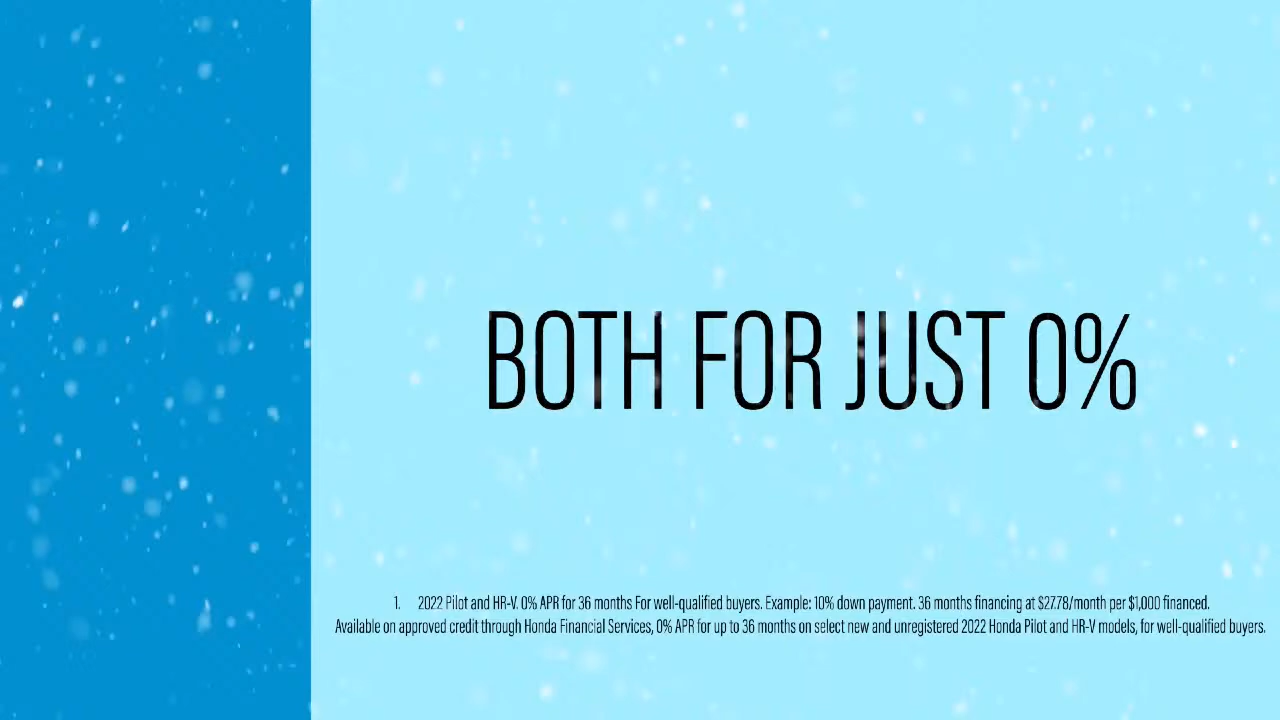 BOTH FOR JUST 0%
1. 2022 Pilot and HR-V. 0% APR for 36 months For well-qualified buyers. Example: 10% down payment. 36 months financing at $27.78/month per $1,000 financed.
Available on approved credit through Honda Financial Services, 0% APR for up to 36 months on select new and unregistered 2022 Honda Pilot and HR-V models, for well-qualified buyers.